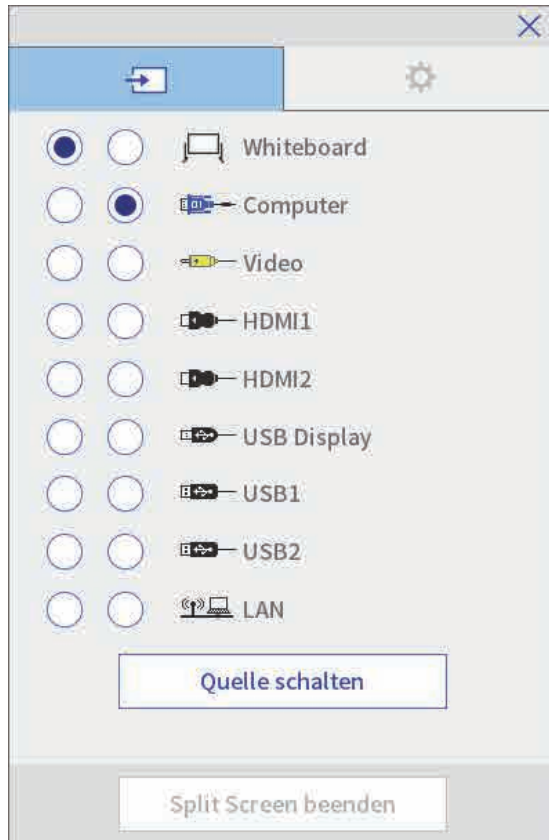 Whiteboard
Computer
Video
HDMI1
HDMI2
USB Display
USB1
USB2
LAN
Quelle schalten
Split Screen beenden